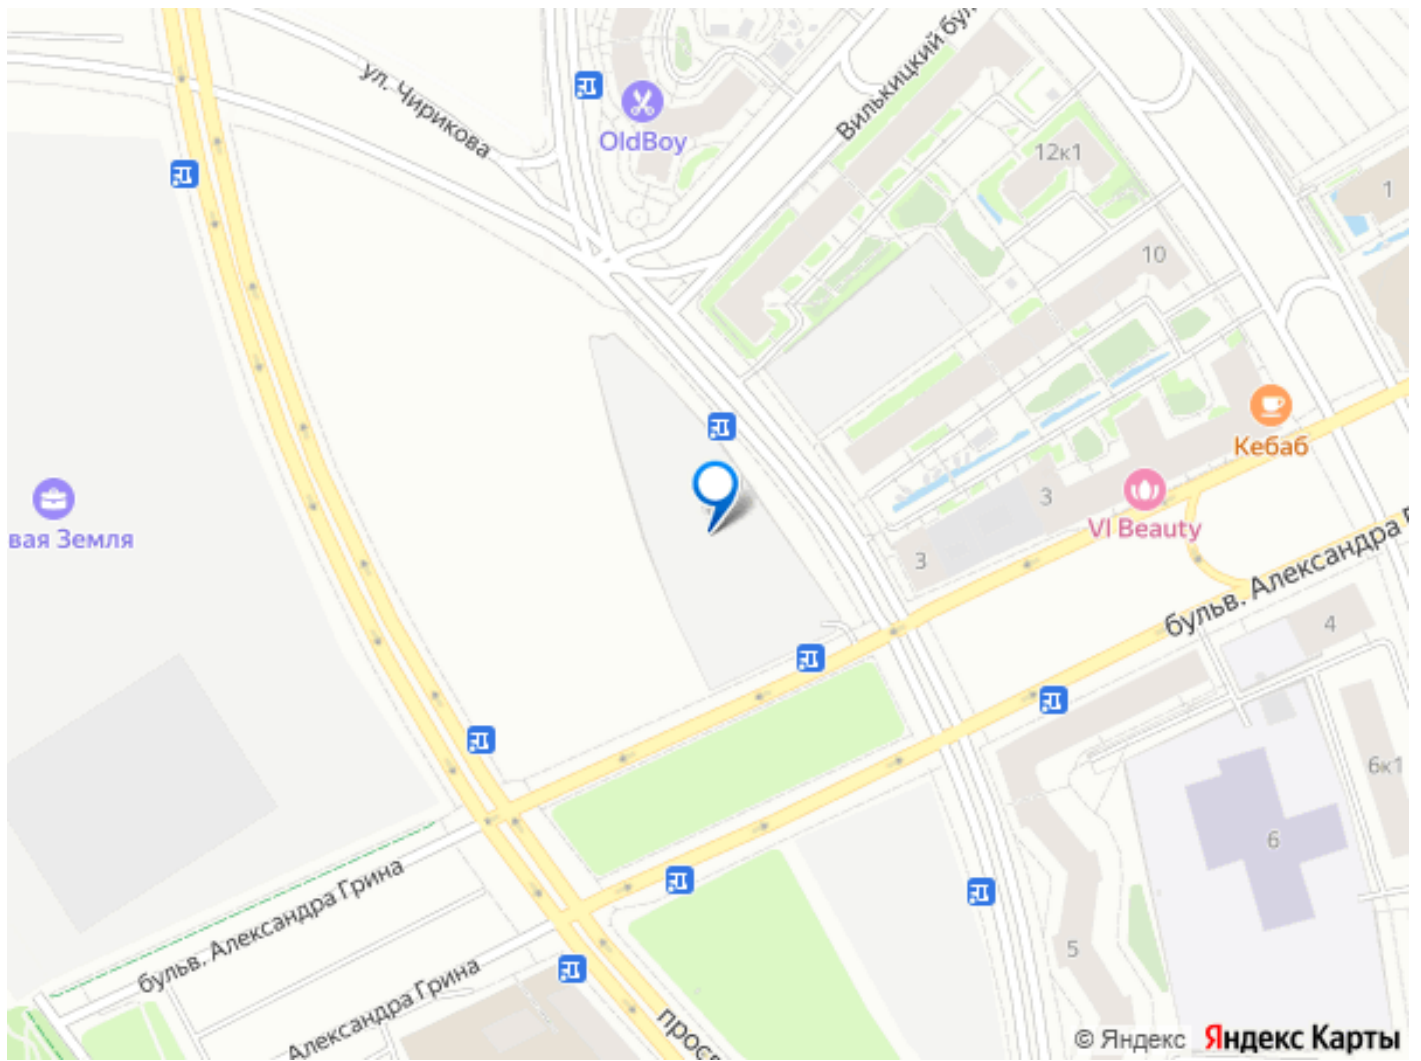 ул. Чирикова
OldBoy
Вилькицкий бул
12к1
1
10
Кебаб
3
VI Beauty
3
вая Земля
бульв. Александра Г
4
6к1
6
бульв. Александра Грина
5
Александра Грина
просп
© Яндекс Яндекс Карты